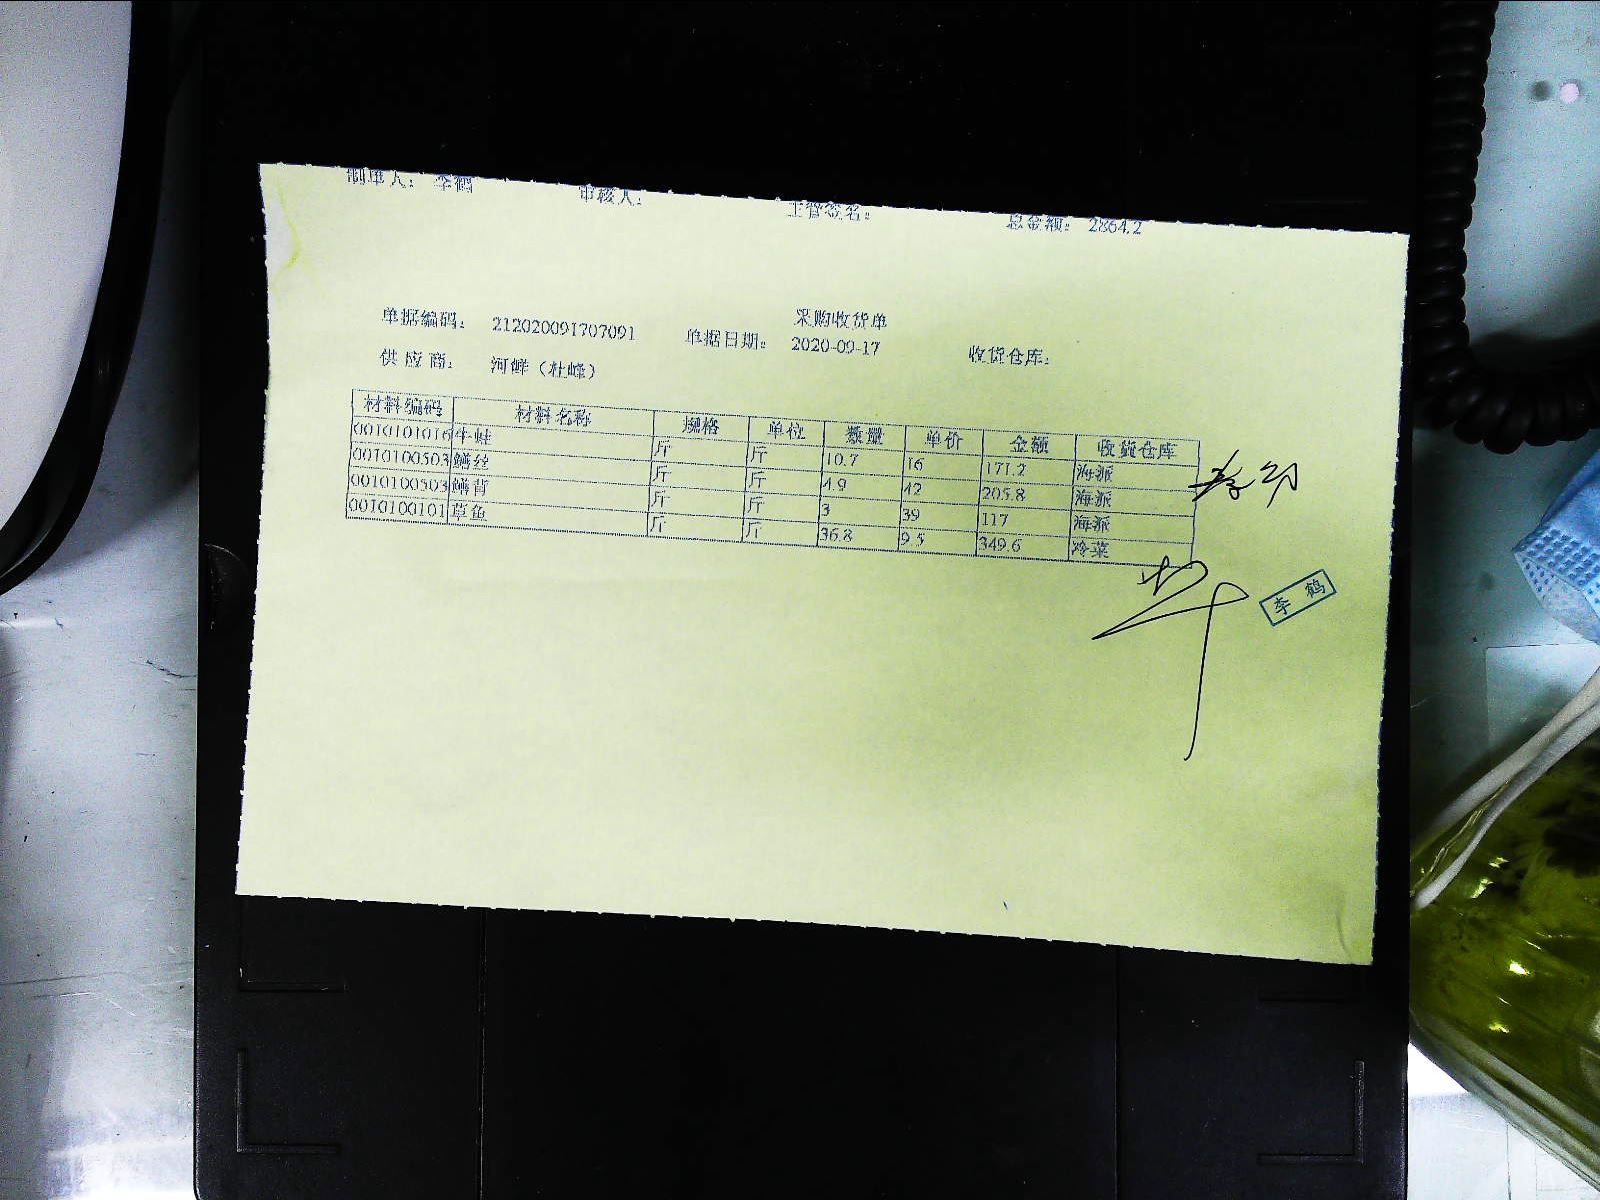 制单人： 李鹤 审核人： 主管签名： 总金额： 2864.2
采购收货单
单据编码： 212020091707091 单据日期： 2020-09-17 收货仓库：
供 应 商： 河鲜（杜峰）
材料编码 材料名称 规格 单位 数量 单价 金额 收货仓库
0010101016 牛蛙 斤 斤 10.7 16 171.2 海派
0010100503 鳝丝 斤 斤 4.9 42 205.8 海派
0010100503 鳝背 斤 斤 3 39 117 海派
0010100101 草鱼 斤 斤 36.8 9.5 349.6 冷菜
李 鹤